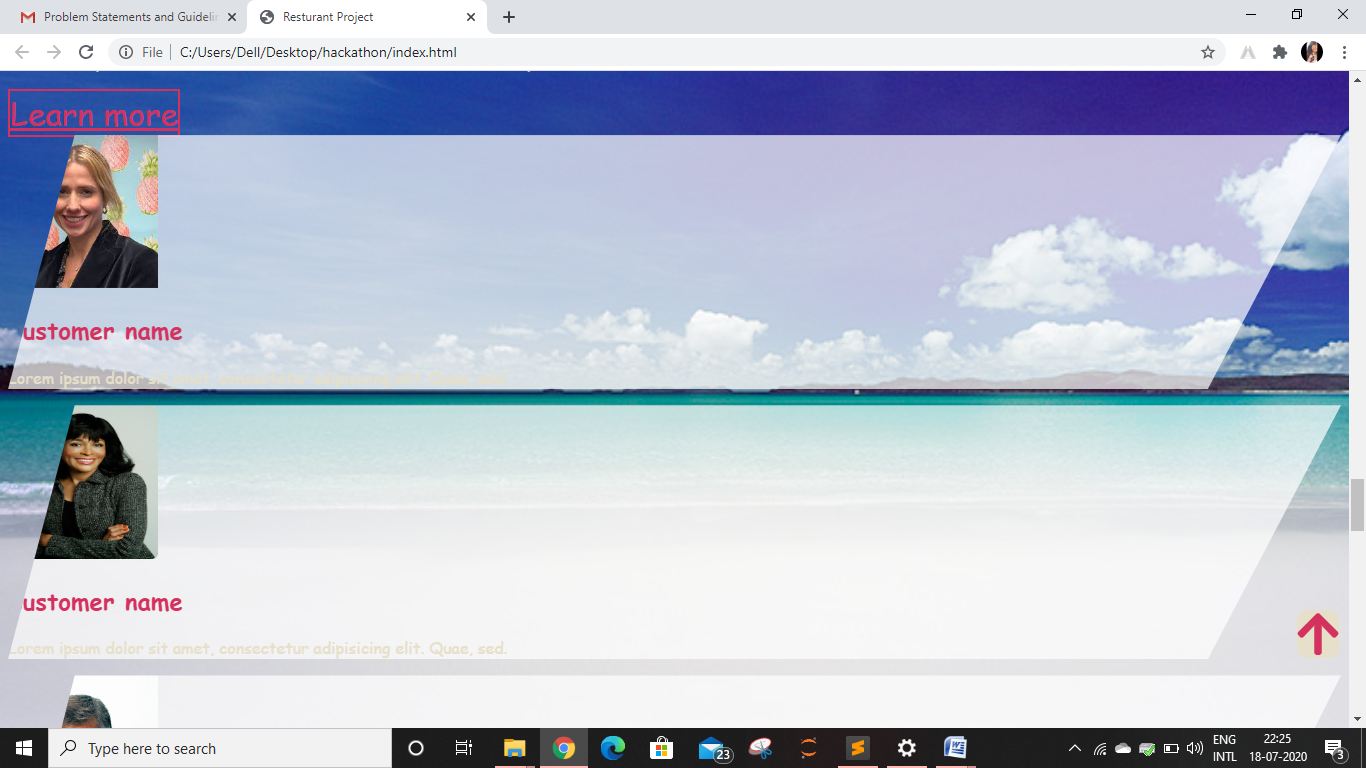 Problem Statements and Guidelin
Resturant Project
File
C:/Users/Dell/Desktop/hackathon/index.html
Learn more
ustomer name
Lorem ipsum dolor sit amet, consectetur adipisicing elit. Quae, sed.
ustomer name
Lorem ipsum dolor sit amet, consectetur adipisicing elit. Quae, sed.
Type here to search
23
ENG
INTL
22:25
18-07-2020
3